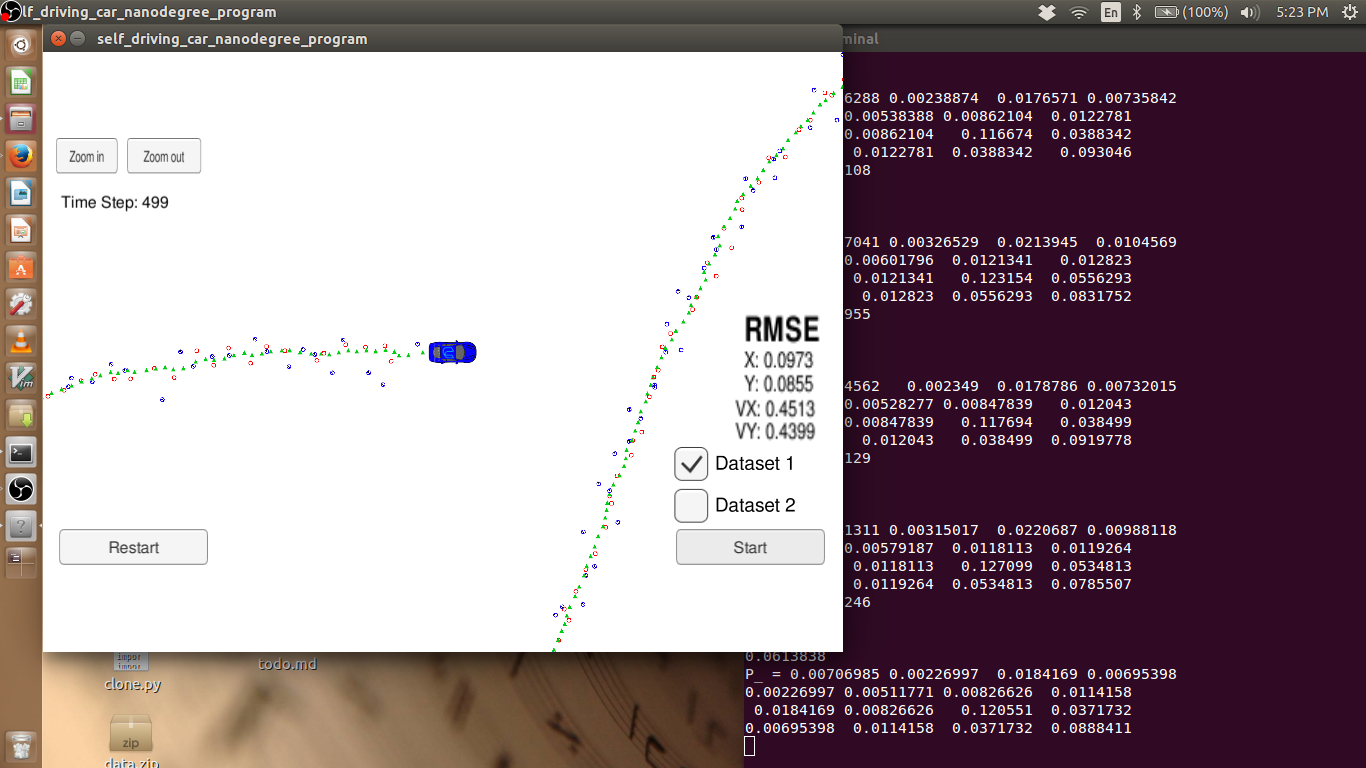 lf_driving_car_nanodegree_program
En
(100%)
5:23 PM
self_driving_car_nanodegree_program
minal
Zoom in
Zoom out
Time Step: 499
RMSE
X: 0.0973
Y: 0.0855
VX: 0.4513
VY: 0.4399
Dataset 1
Dataset 2
Restart
Start
6288 0.00238874 0.0176571 0.00735842
0.00538388 0.00862104 0.0122781
0.00862104 0.116674 0.0388342
0.0122781 0.0388342 0.093046
108
7041 0.00326529 0.0213945 0.0104569
0.00601796 0.0121341 0.012823
0.0121341 0.123154 0.0556293
0.012823 0.0556293 0.0831752
955
4562 0.002349 0.0178786 0.00732015
0.00528277 0.00847839 0.012043
0.00847839 0.117694 0.038499
0.012043 0.038499 0.0919778
129
1311 0.00315017 0.0220687 0.00988118
0.00579187 0.0118113 0.0119264
0.0118113 0.127099 0.0534813
0.0119264 0.0534813 0.0785507
246
0.0613838
P_ = 0.00706985 0.00226997 0.0184169 0.00695398
0.00226997 0.00511771 0.00826626 0.0114158
0.0184169 0.00826626 0.120551 0.0371732
0.00695398 0.0114158 0.0371732 0.0888411
impor
impor
clone.py
todo.md
zip
data.zip